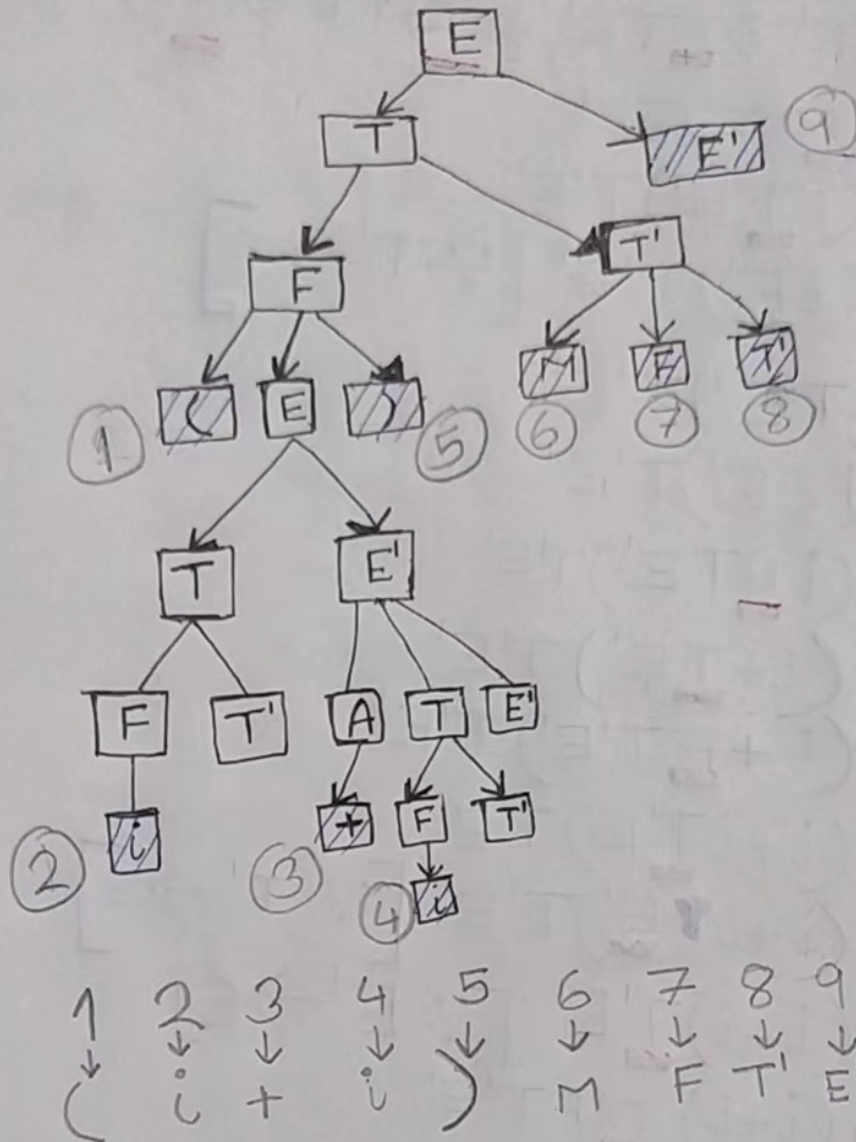 E
T E' 9
F T'
( E ) M F T'
1 5 6 7 8
T E'
F T' A T E'
i + F T'
2 3 i
4
1 2 3 4 5 6 7 8 9
( i + i ) M F T' E